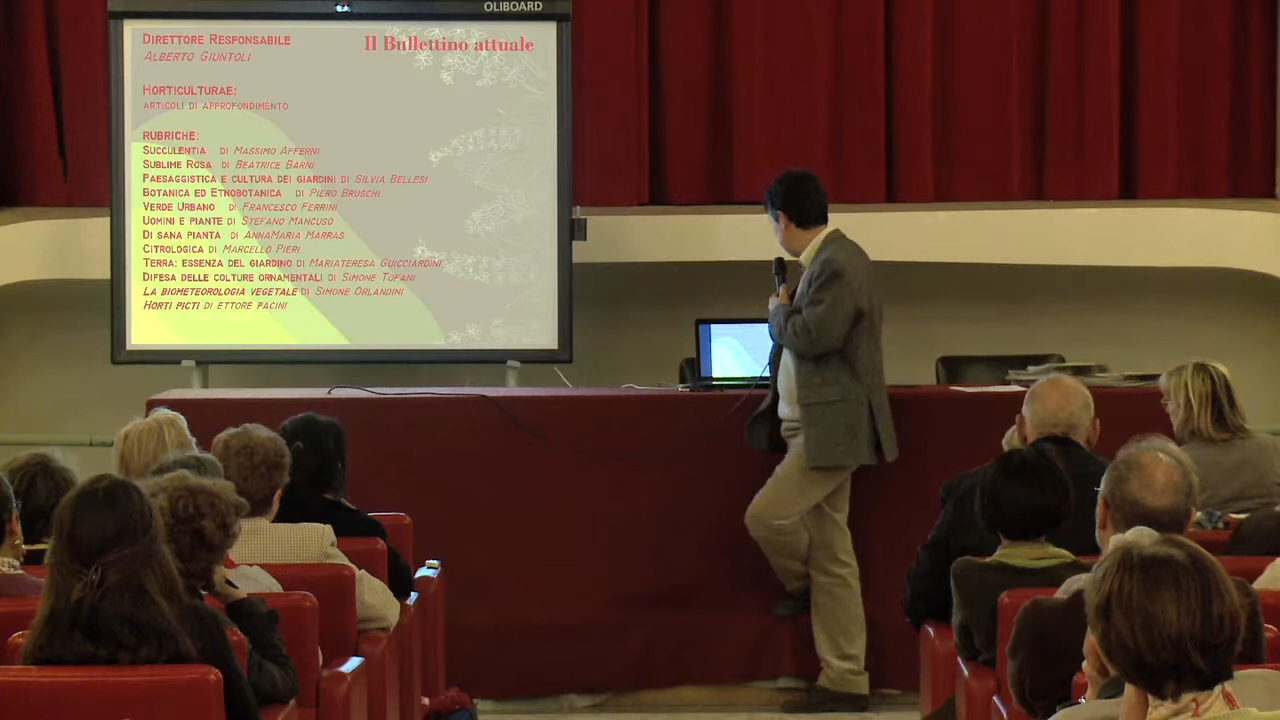 OLIBOARD
Il Bullettino attuale
DIRETTORE RESPONSABILE
ALBERTO GIUNTOLI
HORTICULTURAE:
ARTICOLI DI APPROFONDIMENTO
RUBRICHE:
SUCCULENTIA DI MASSIMO AFFERNI
SUBLIME ROSA DI BEATRICE BARNI
PAESAGGISTICA E CULTURA DEI GIARDINI DI SILVIA BELLESI
BOTANICA ED ETNOBOTANICA DI PIERO BRUSCHI
VERDE URBANO DI FRANCESCO FERRINI
UOMINI E PIANTE DI STEFANO MANCUSO
DI SANA PIANTA DI ANNAMARIA MARRAS
CITROLOGICA DI MARCELLO PIERI
TERRA: ESSENZA DEL GIARDINO DI MARIATERESA GUICCIARDINI
DIFESA DELLE COLTURE ORNAMENTALI DI SIMONE TOFANI
LA BIOMETEOROLOGIA VEGETALE DI SIMONE ORLANDINI
HORTI PICTI DI ETTORE PACINI